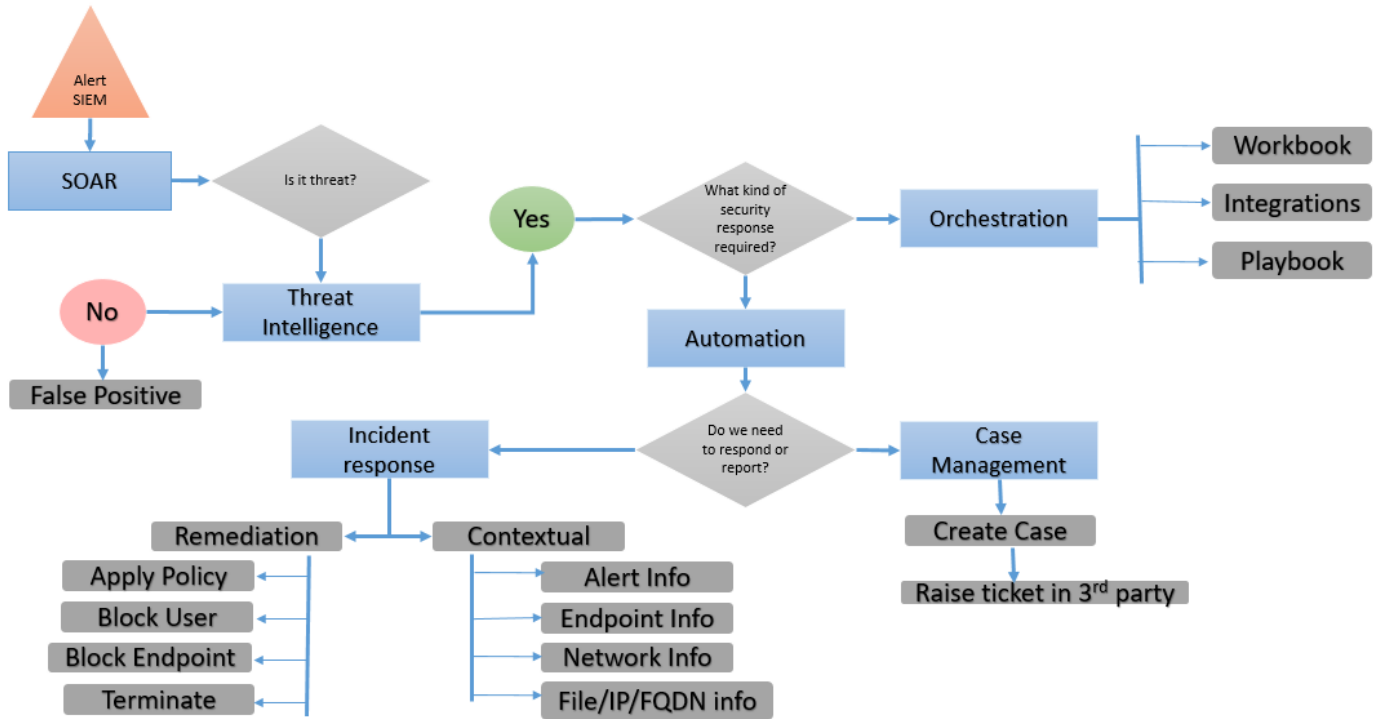 Alert
SIEM
SOAR
Is it threat?
Yes
What kind of
security
response
required?
Orchestration
Workbook
Integrations
Playbook
No
Threat
Intelligence
False Positive
Automation
Do we need
to respond or
report?
Incident
response
Case
Management
Remediation
Contextual
Create Case
Apply Policy
Block User
Block Endpoint
Terminate
Alert Info
Endpoint Info
Network Info
File/IP/FQDN info
Raise ticket in 3rd party